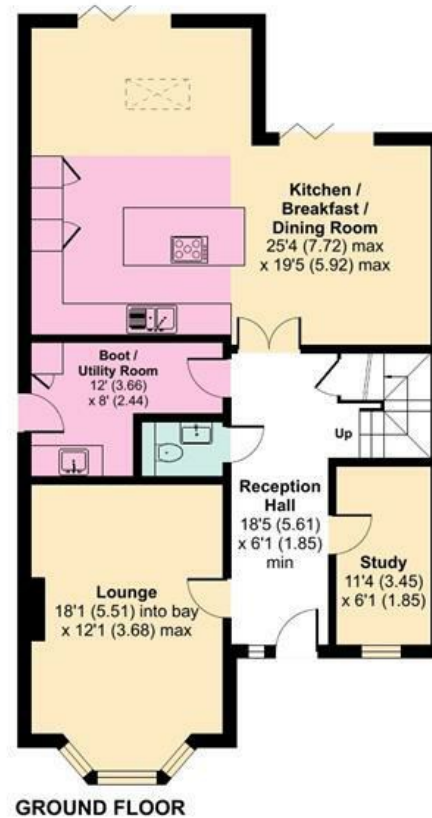 Kitchen /
Breakfast /
Dining Room
25'4 (7.72) max
x 19'5 (5.92) max
Boot /
Utility Room
12' (3.66)
x 8' (2.44)
Up
Reception
Hall
18'5 (5.61)
x 6'1 (1.85)
min
Study
11'4 (3.45)
x 6'1 (1.85)
Lounge
18'1 (5.51) into bay
x 12'1 (3.68) max
GROUND FLOOR